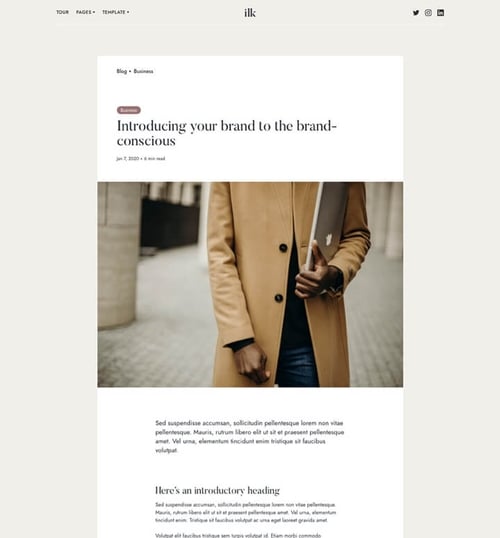 TOUR PAGES TEMPLATE
ilk
Blog • Business
Business
Introducing your brand to the brand-
conscious
Jan 7, 2020 • 6 min read
Sed suspendisse accumsan, sollicitudin pellentesque lorem non vitae
pellentesque. Mauris, rutrum libero elit ut sit et praesent pellentesque
amet. Vel urna, elementum tincidunt enim tristique sit faucibus
volutpat.
Here's an introductory heading
Sed suspendisse accumsan, sollicitudin pellentesque lorem non vitae pellentesque.
Mauris, rutrum libero elit ut sit et praesent pellentesque amet. Vel urna, elementum
tincidunt enim. Tristique sit faucibus volutpat ac urna eget laoreet gravida amet.
Volutpat elit faucibus tristique sem turpis volutpat id. Etiam morbi commodo